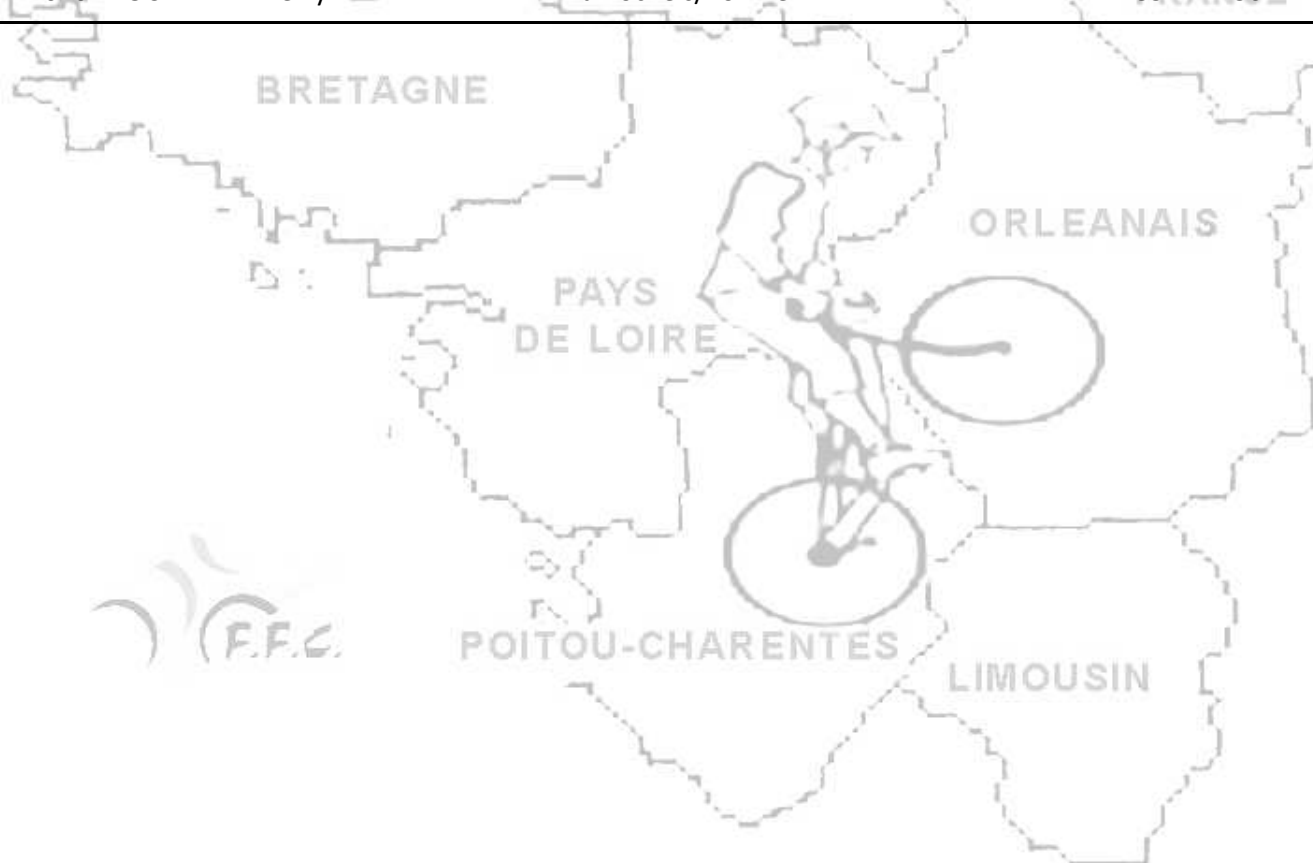 BRETAGNE
ORLEANAIS
PAYS
DE LOIRE
F.F.C.
POITOU-CHARENTES
LIMOUSIN